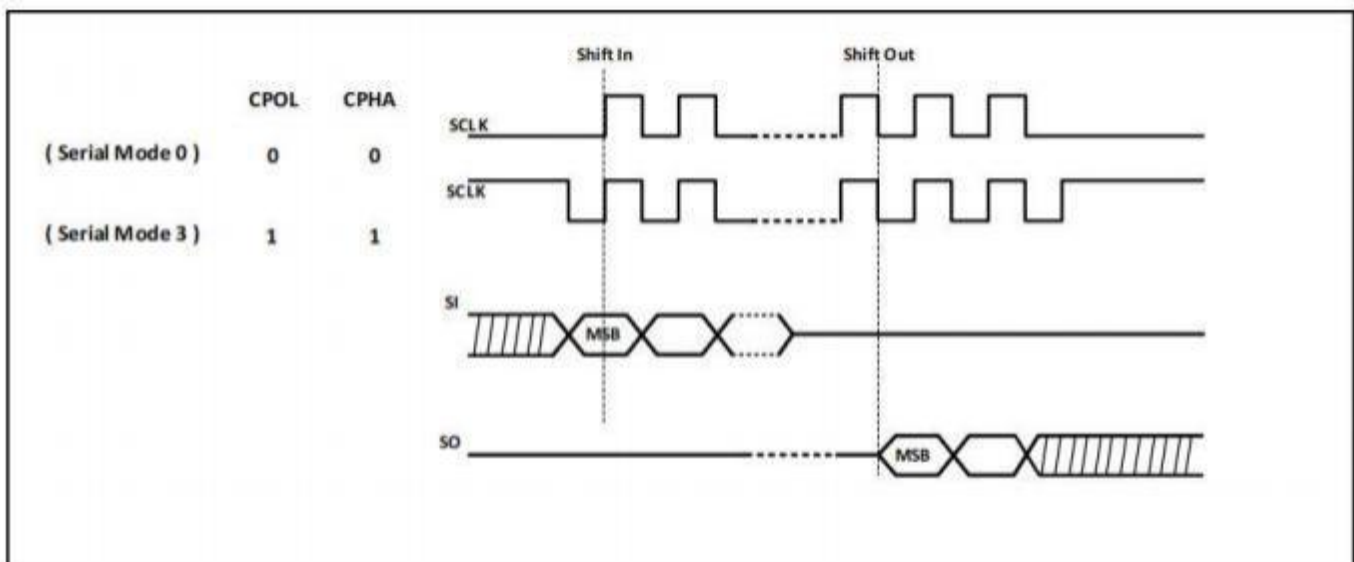 Shift In Shift Out
CPOL CPHA
SCLK
( Serial Mode 0 ) 0 0
SCLK
( Serial Mode 3 ) 1 1
SI
MSB
SO
MSB